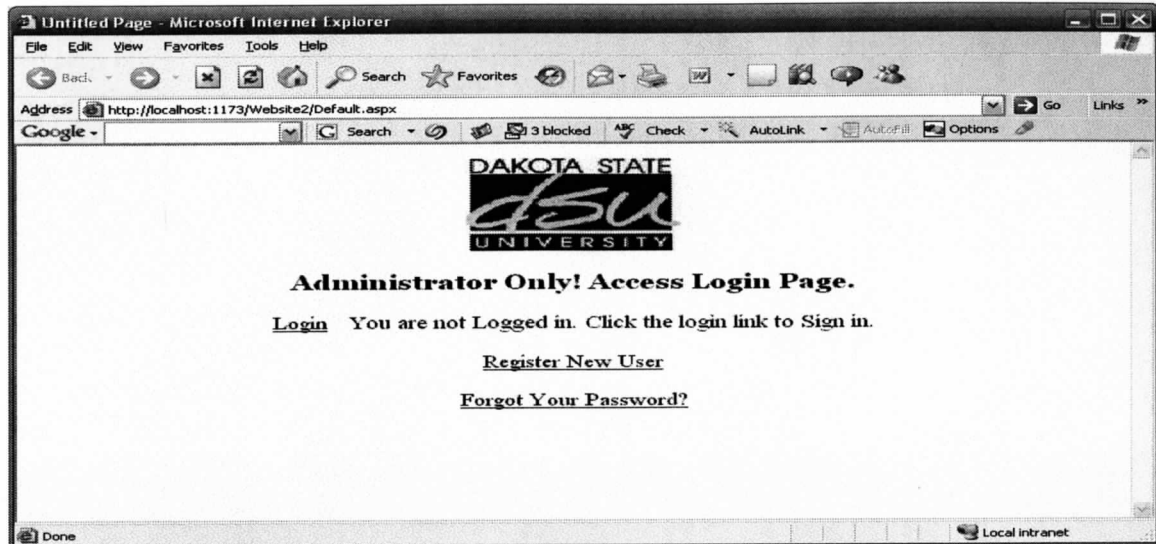 Untitled Page - Microsoft Internet Explorer
File Edit View Favorites Tools Help
Back Search Favorites
Address http://localhost:1173/Website2/Default.aspx Go Links »
Google Search 3 blocked ABC Check AutoLink AutoFill Options
DAKOTA STATE
dsu
UNIVERSITY
Administrator Only! Access Login Page.
Login You are not Logged in. Click the login link to Sign in.
Register New User
Forgot Your Password?
Done Local intranet